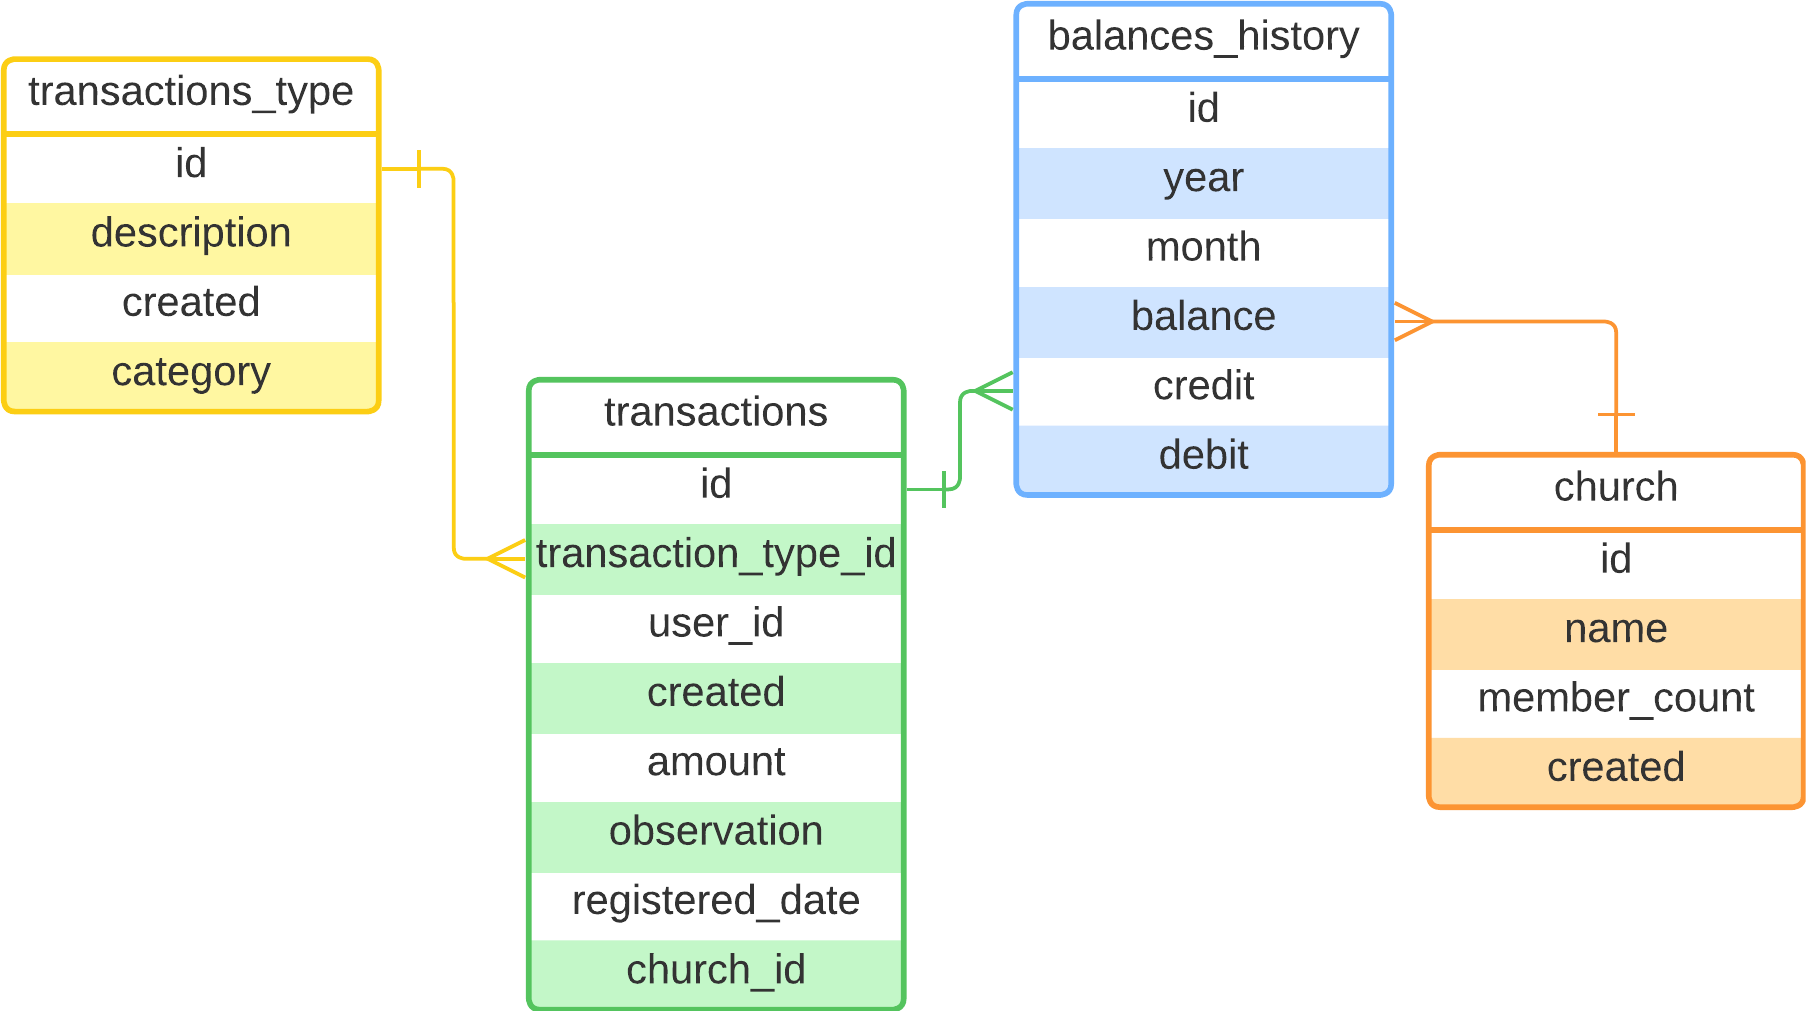 transactions_type
id
description
created
category
transactions
id
transaction_type_id
user_id
created
amount
observation
registered_date
church_id
balances_history
id
year
month
balance
credit
debit
church
id
name
member_count
created